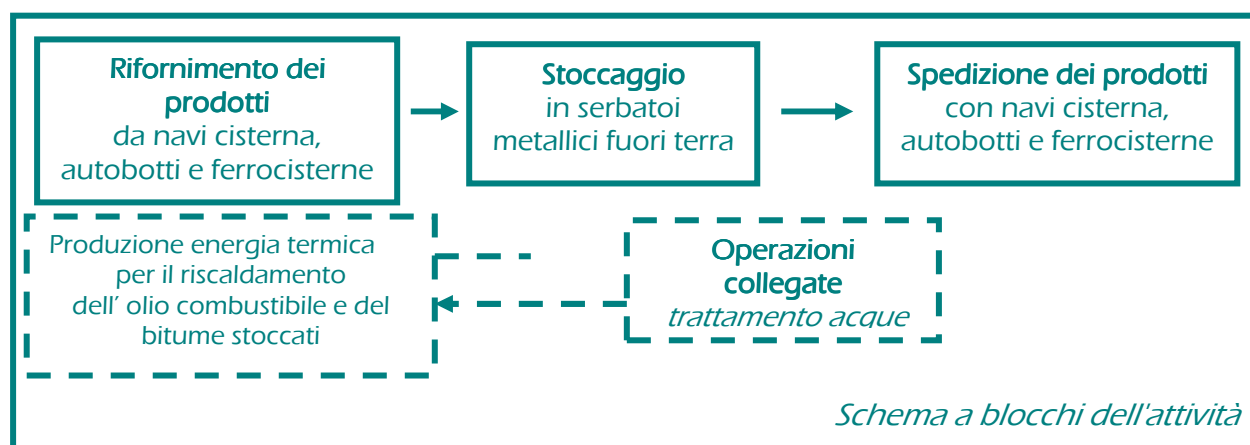 Rifornimento dei
prodotti
da navi cisterna,
autobotti e ferrocisterne
Stoccaggio
in serbatoi
metallici fuori terra
Spedizione dei prodotti
con navi cisterna,
autobotti e ferrocisterne
Produzione energia termica
per il riscaldamento
dell' olio combustibile e del
bitume stoccati
Operazioni
collegate
trattamento acque
Schema a blocchi dell'attività